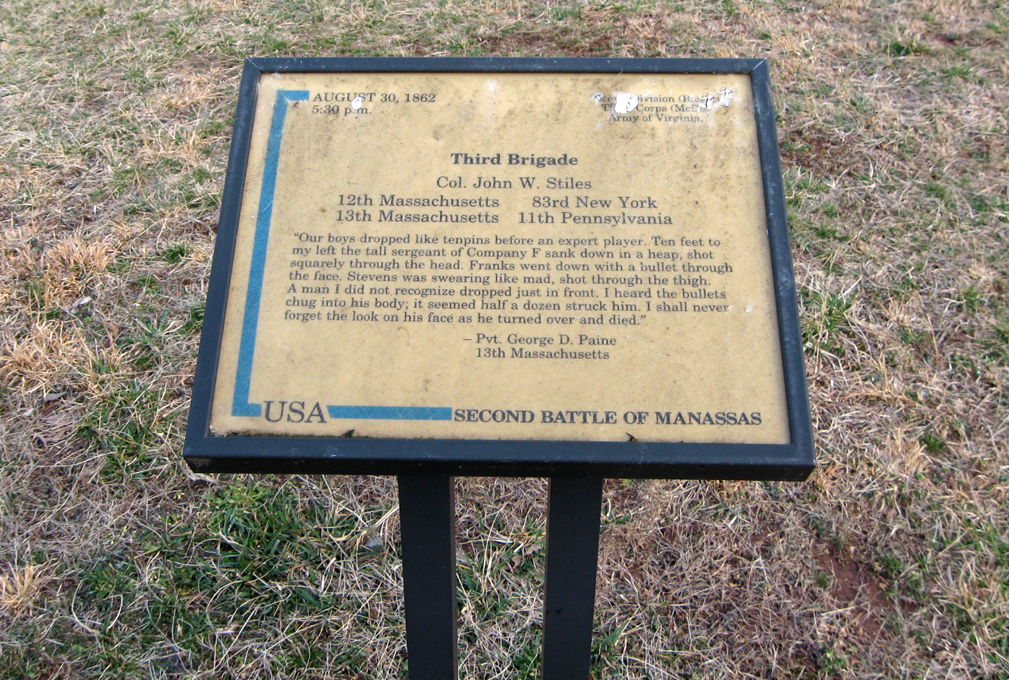 AUGUST 30, 1862
5:30 p.m.
Division
Corps
Army of Virginia,
Third Brigade
Col. John W. Stiles
12th Massachusetts 83rd New York
13th Massachusetts 11th Pennsylvania
“Our boys dropped like tenpins before an expert player. Ten feet to
my left the tall sergeant of Company F sank down in a heap, shot
squarely through the head. Franks went down with a bullet through
the face. Stevens was swearing like mad, shot through the thigh.
A man I did not recognize dropped just in front. I heard the bullets
chug into his body; it seemed half a dozen struck him. I shall never
forget the look on his face as he turned over and died.”
– Pvt. George D. Paine
13th Massachusetts
USA
SECOND BATTLE OF MANASSAS